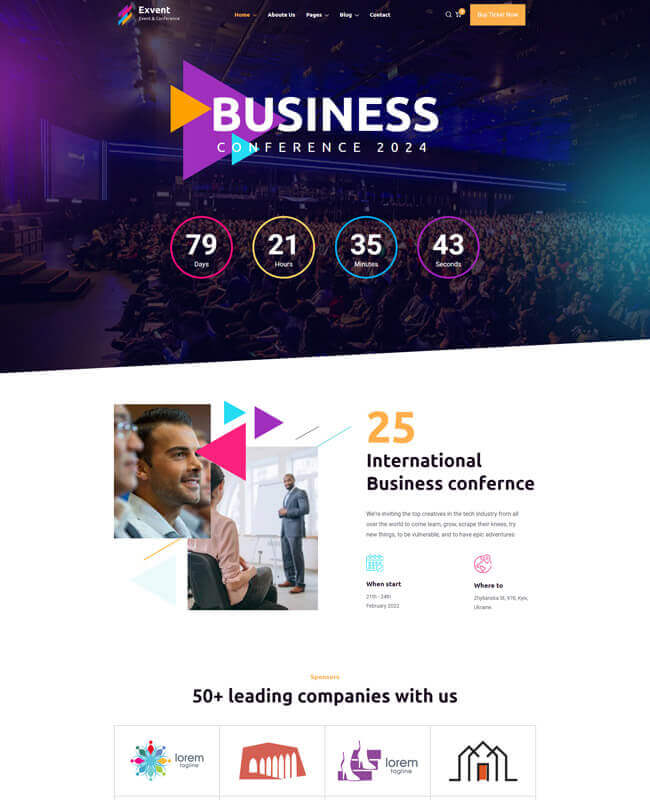 Exvent
Event & Conference
Home
Aboute Us
Pages
Blog
Contact
Buy Ticket Now
BUSINESS
CONFERENCE 2024
79
Days
21
Hours
35
Minutes
43
Seconds
25
International
Business confernce
We're inviting the top creatives in the tech industry from all
over the world to come learn, grow, scrape their knees, try
new things, to be vulnerable, and to have epic adventures
When start
21th - 24th
February 2022
Where to
Zhylianska St, 976, Kyiv,
Ukraine.
Sponsors
50+ leading companies with us
lorem
tagline
lorem
tagline